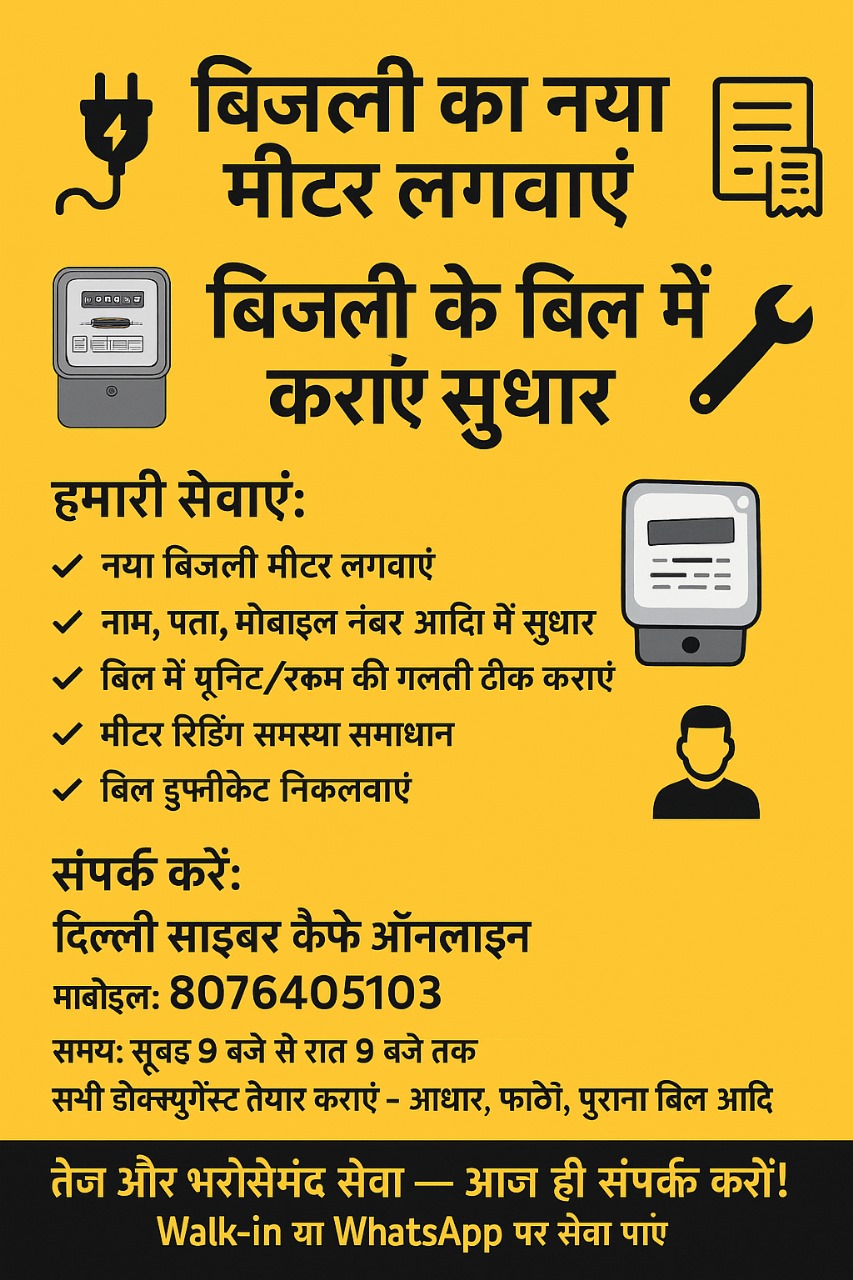 बिजली का नया
मीटर लगवाएं
बिजली के बिल में
कराएं सुधार
हमारी सेवाएं:
✓ नया बिजली मीटर लगवाएं
✓ नाम, पता, मोबाइल नंबर आदिा में सुधार
✓ बिल में यूनिट/रकम की गलती ढीक कराएं
✓ मीटर रिडिंग समस्या समाधान
✓ बिल डुफ्नीकेट निकलवाएं
संपर्क करें:
दिल्ली साइबर कैफे ऑनलाइन
माबोइल: 8076405103
समय: सूबइ 9 बजे से रात 9 बजे तक
सभी डोक्म्युगेंस्ट तेयार कराएं – आधार, फाठों, पुराना बिल आदि
तेज और भरोसेमंद सेवा — आज ही संपर्क करों!
Walk-in या WhatsApp पर सेवा पाएं